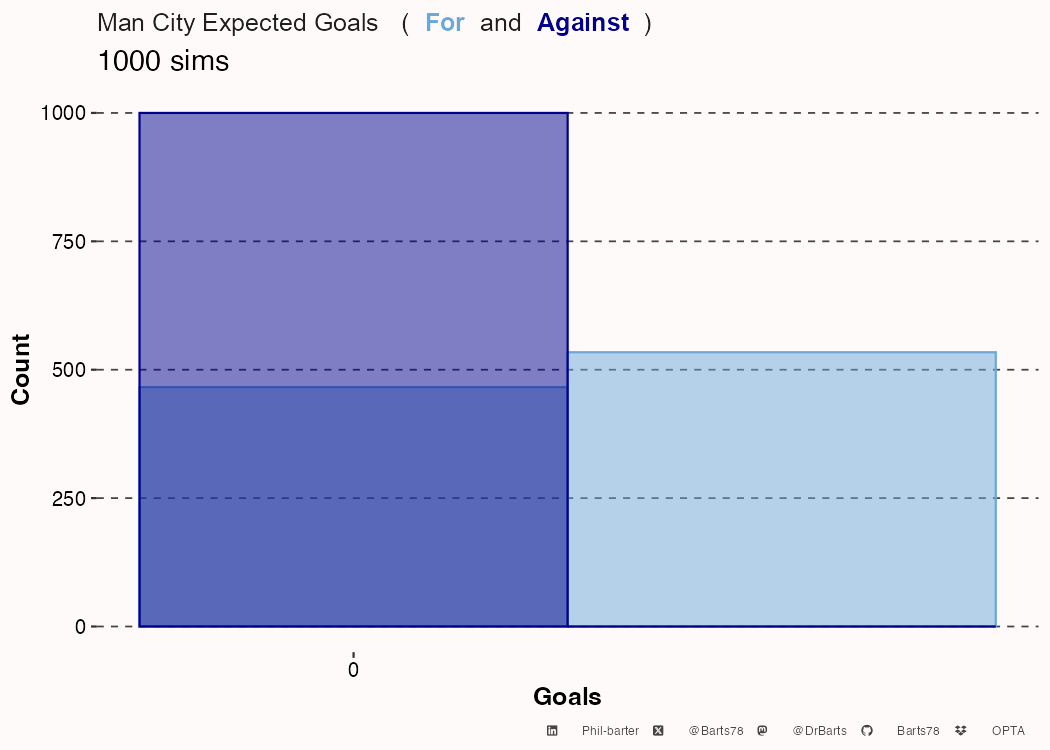 Man City Expected Goals ( For and Against )
1000 sims
1000
750
500
250
0
Count
0
Goals
Phil-barter @Barts78 @DrBarts Barts78 OPTA